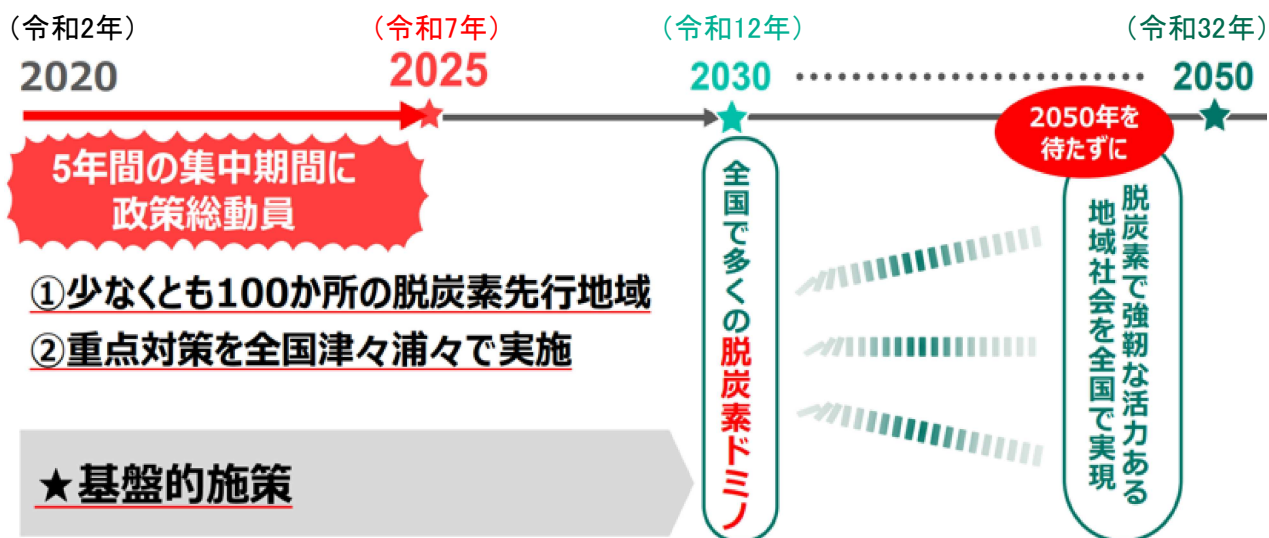 （令和2年）
（令和7年）
（令和12年）
（令和32年）
2020
2025
2030
2050
5年間の集中期間に
政策総動員
①少なくとも100か所の脱炭素先行地域
②重点対策を全国津々浦々で実施
★基盤的施策
全国で多くの脱炭素ドミノ
2050年を
待たずに
脱炭素で強靭な活力ある
地域社会を全国で実現